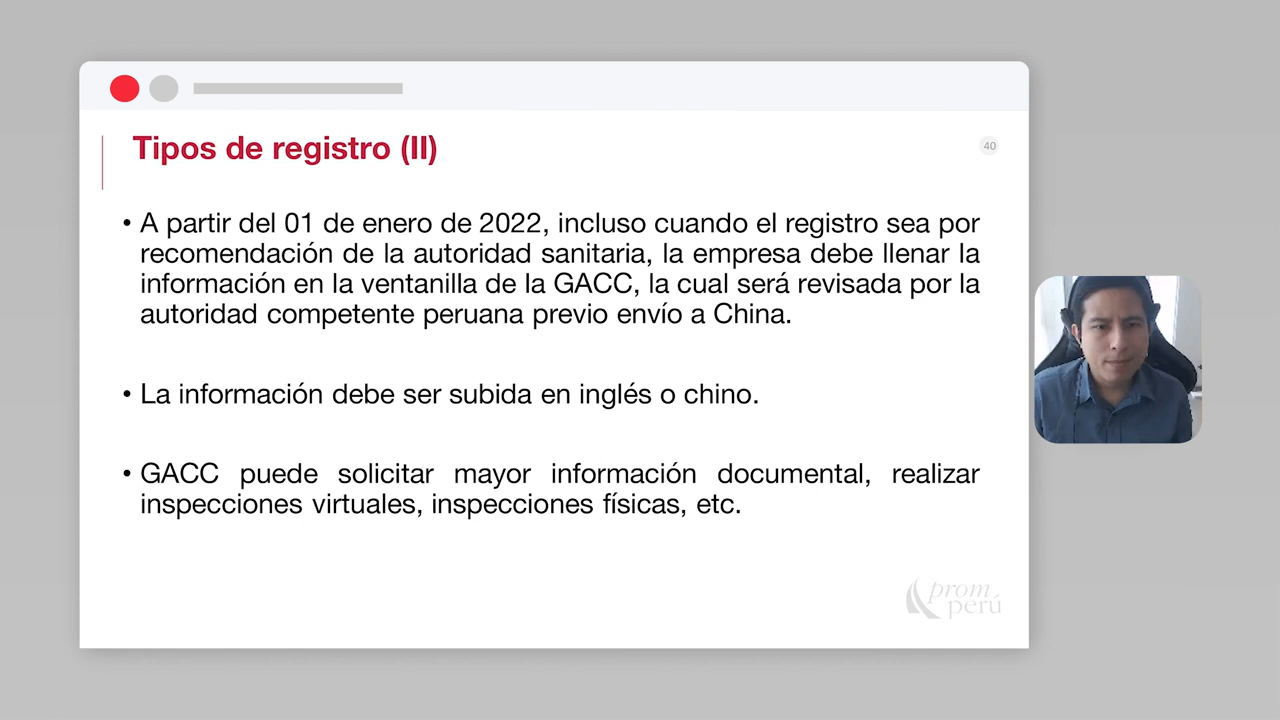 Tipos de registro (II)
40
• A partir del 01 de enero de 2022, incluso cuando el registro sea por
recomendación de la autoridad sanitaria, la empresa debe llenar la
información en la ventanilla de la GACC, la cual será revisada por la
autoridad competente peruana previo envío a China.
• La información debe ser subida en inglés o chino.
• GACC puede solicitar mayor información documental, realizar
inspecciones virtuales, inspecciones físicas, etc.
prom
perú